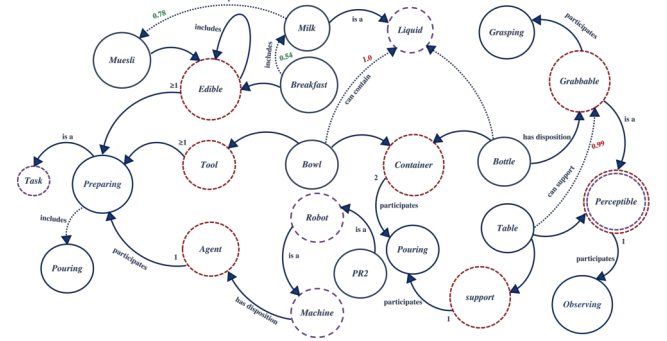 0.78
Milk
is a
Liquid
Grasping
participates
Muesli
includes
includes
0.54
1.0
can contain
Edible
Breakfast
Grabbable
≥1
is a
has disposition
0.99
is a
≥1
Task
Preparing
Tool
Bowl
Container
Bottle
can support
2
Perceptible
includes
participates
Robot
is a
participates
Table
1
Pouring
Agent
1
is a
PR2
Pouring
participates
has disposition
Machine
participates
support
1
Observing